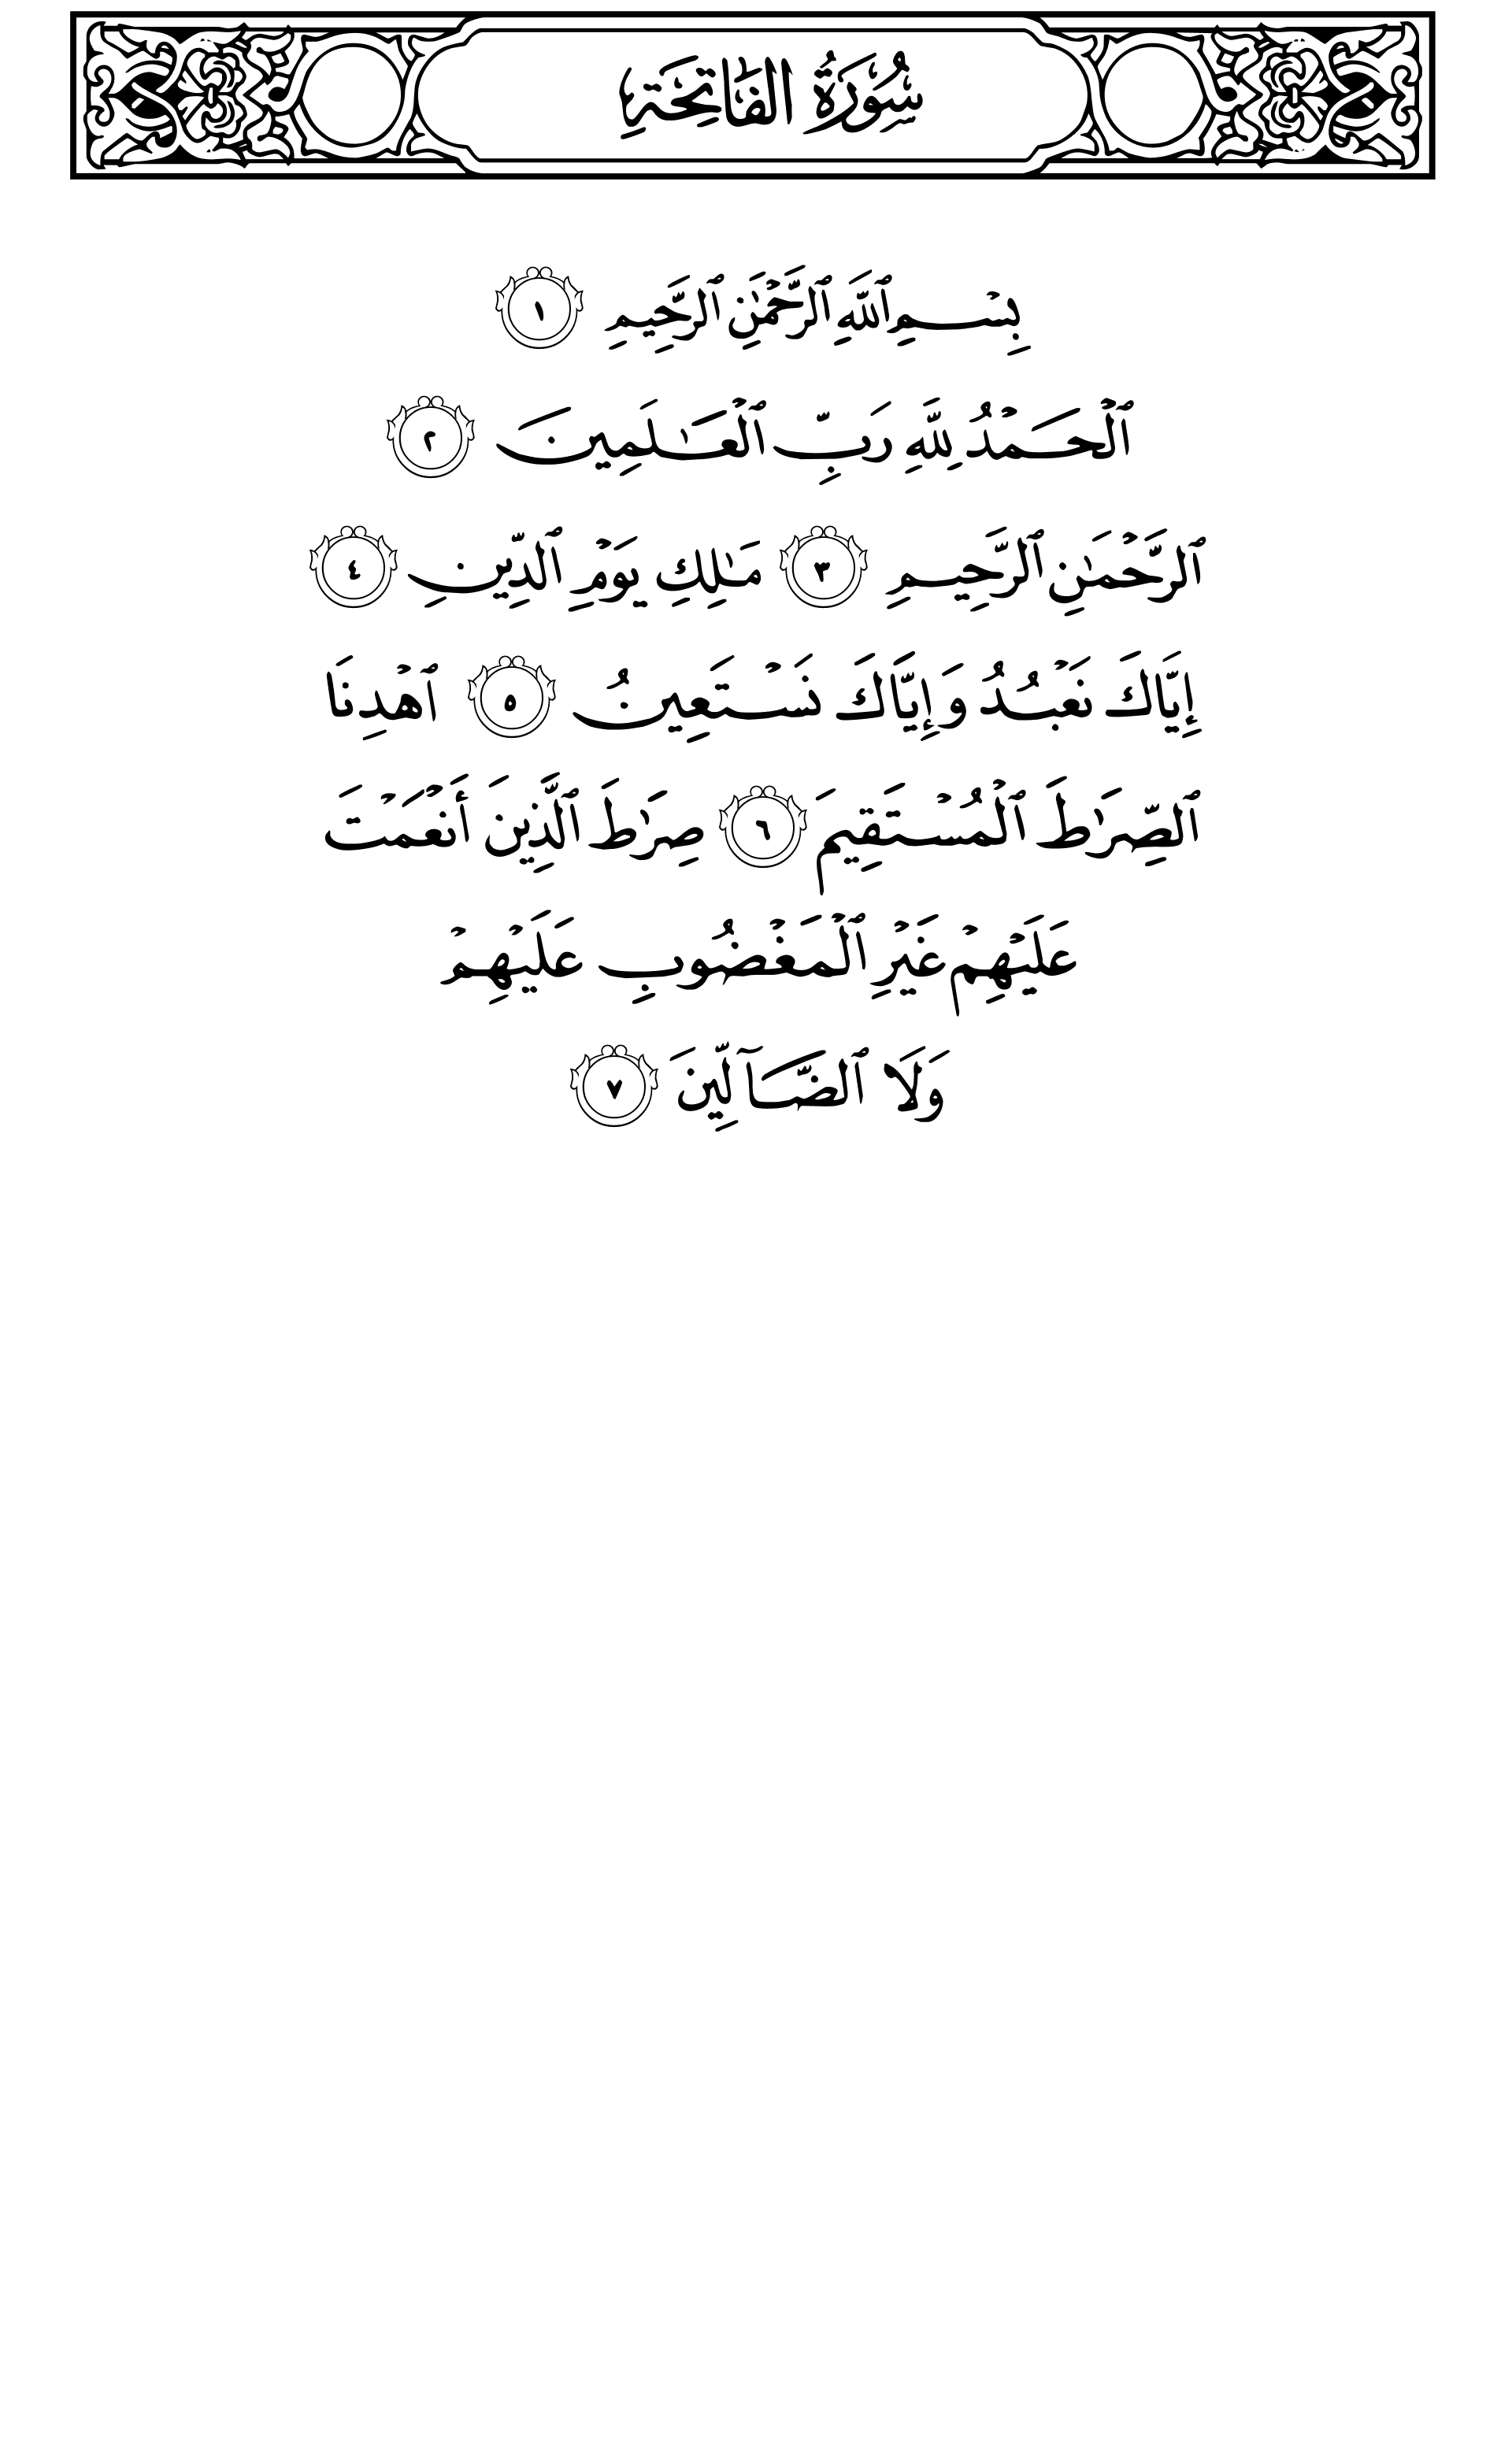 سُورَةُ الفَاتِحَةِ
بِسْمِ ٱللَّهِ ٱلرَّحْمَٰنِ ٱلرَّحِيمِ ١
ٱلْحَمْدُ لِلَّهِ رَبِّ ٱلْعَٰلَمِينَ ٢
ٱلرَّحْمَٰنِ ٱلرَّحِيمِ ٣ مَٰلِكِ يَوْمِ ٱلدِّينِ ٤
إِيَّاكَ نَعْبُدُ وَإِيَّاكَ نَسْتَعِينُ ٥ ٱهْدِنَا
ٱلصِّرَٰطَ ٱلْمُسْتَقِيمَ ٦ صِرَٰطَ ٱلَّذِينَ أَنْعَمْتَ
عَلَيْهِمْ غَيْرِ ٱلْمَغْضُوبِ عَلَيْهِمْ
وَلَا ٱلضَّآلِّينَ ٧